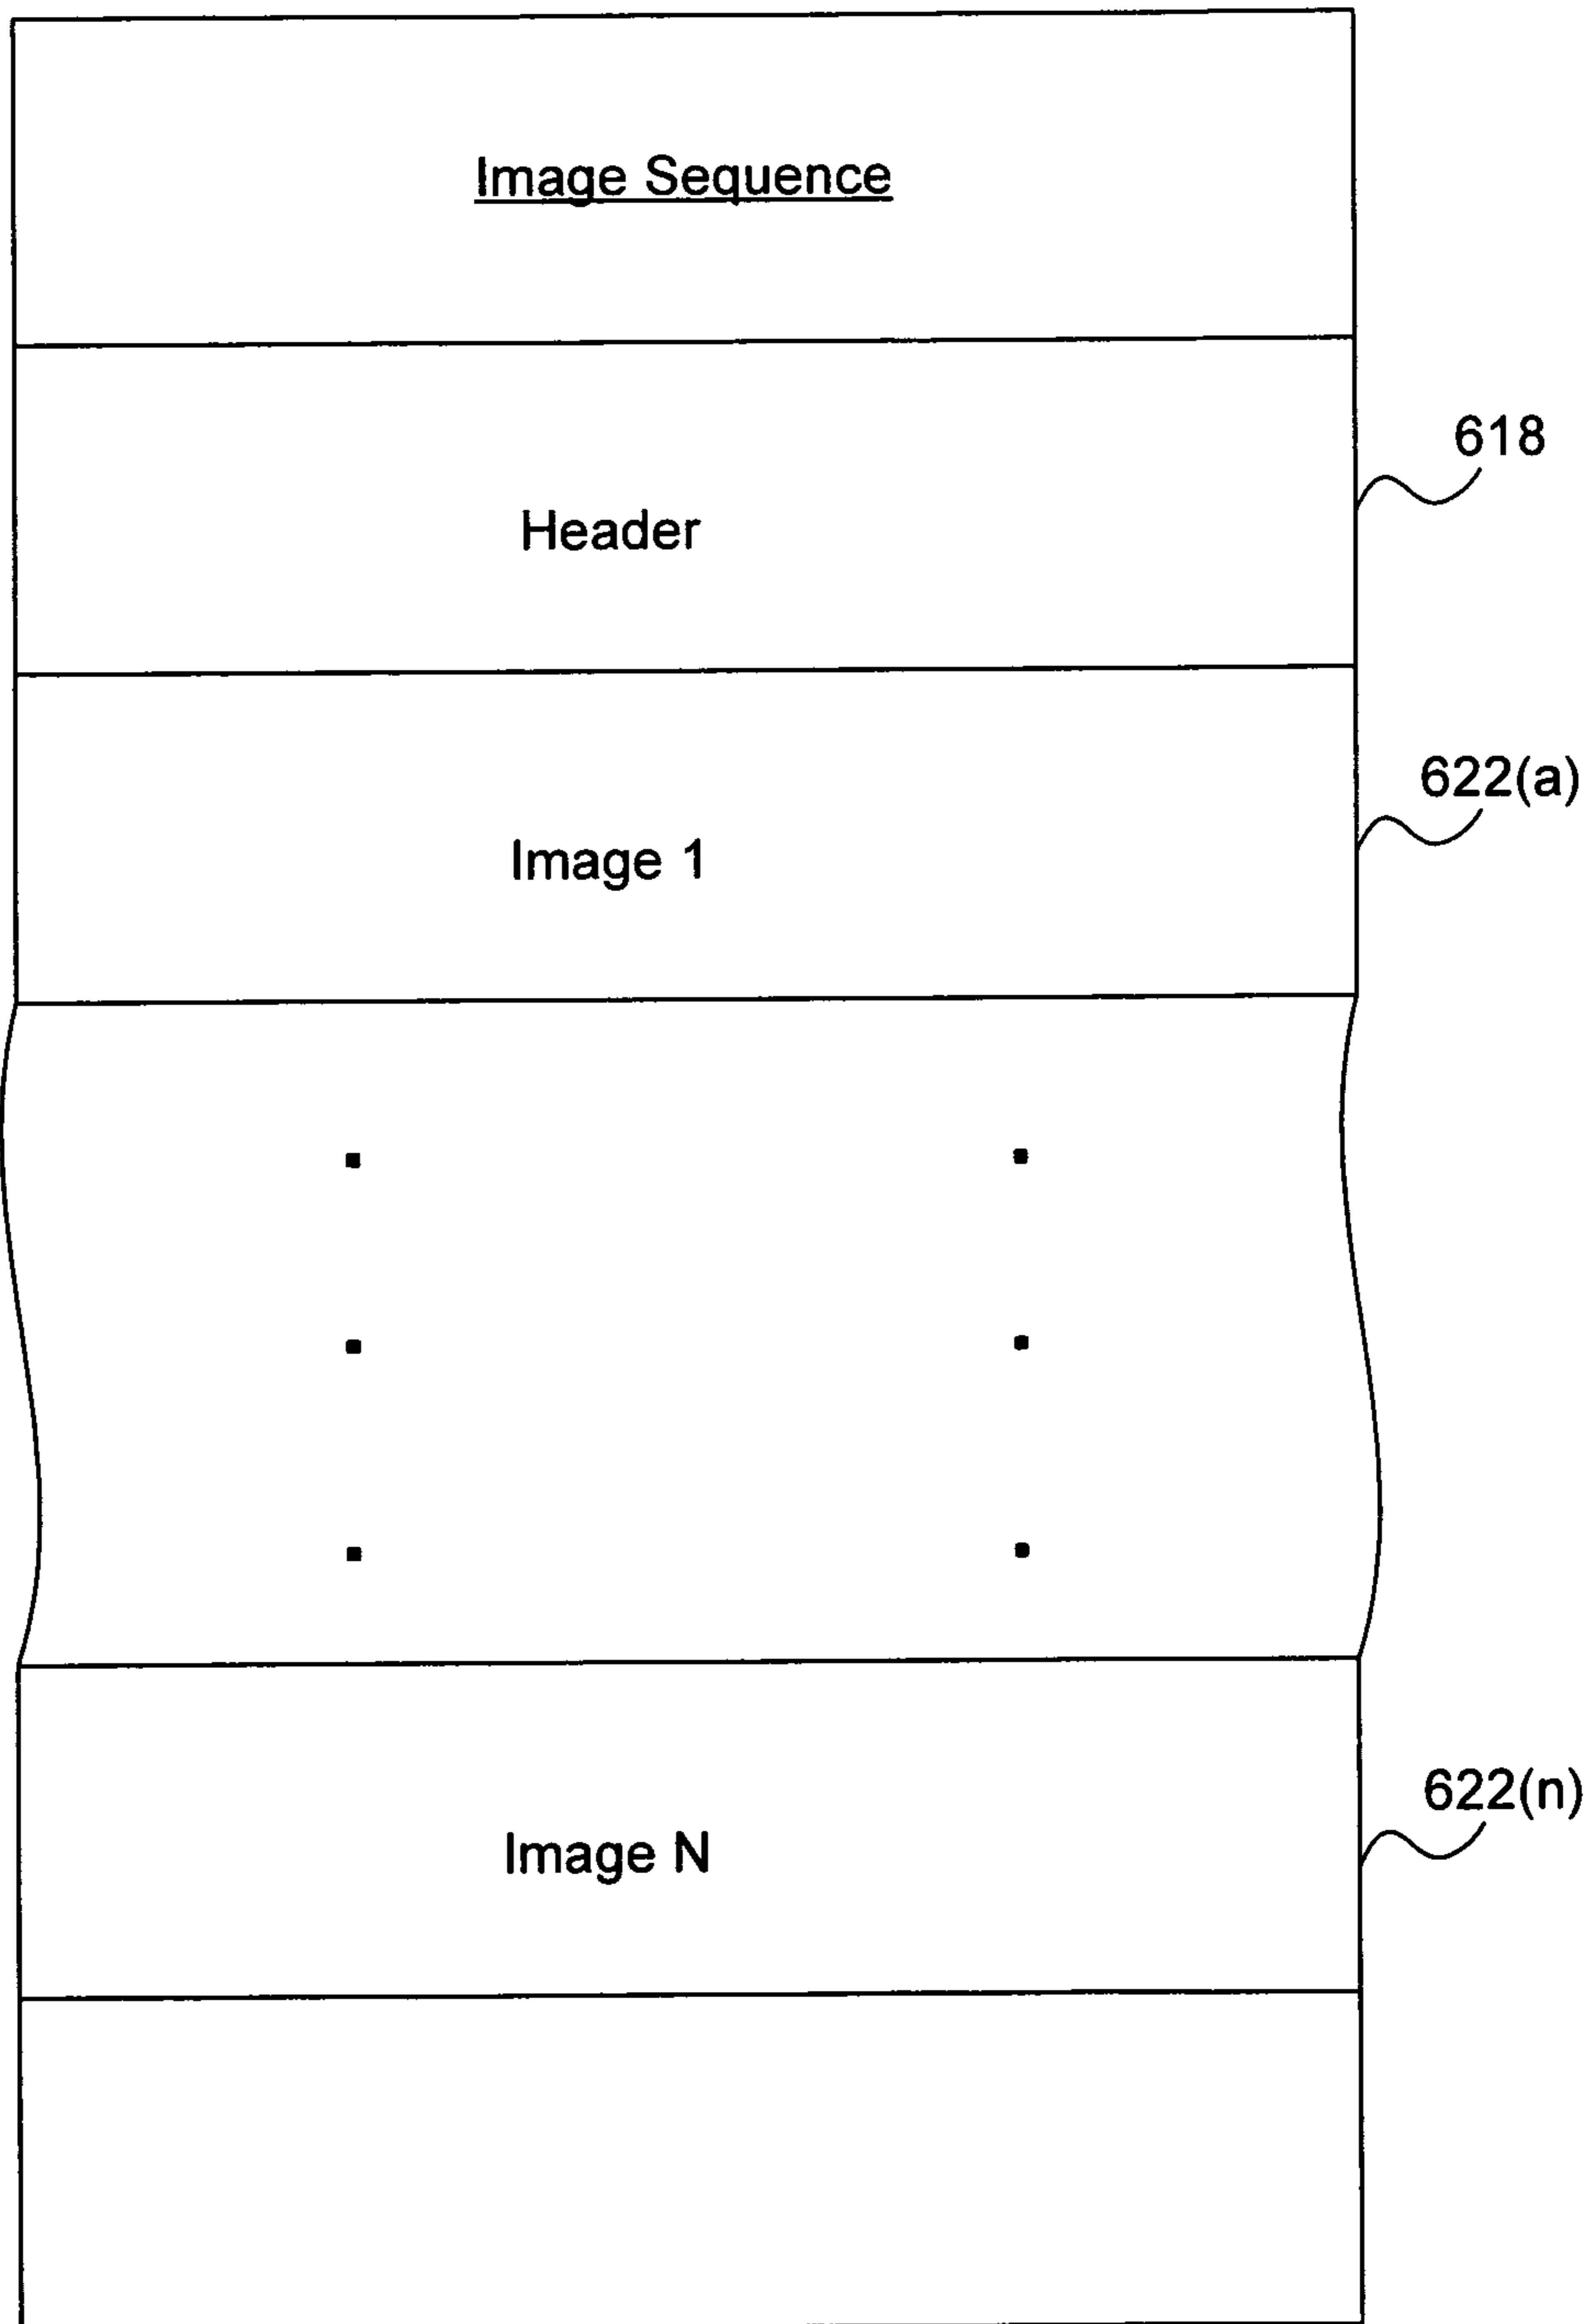 Image Sequence
618
Header
622(a)
Image 1
622(n)
Image N